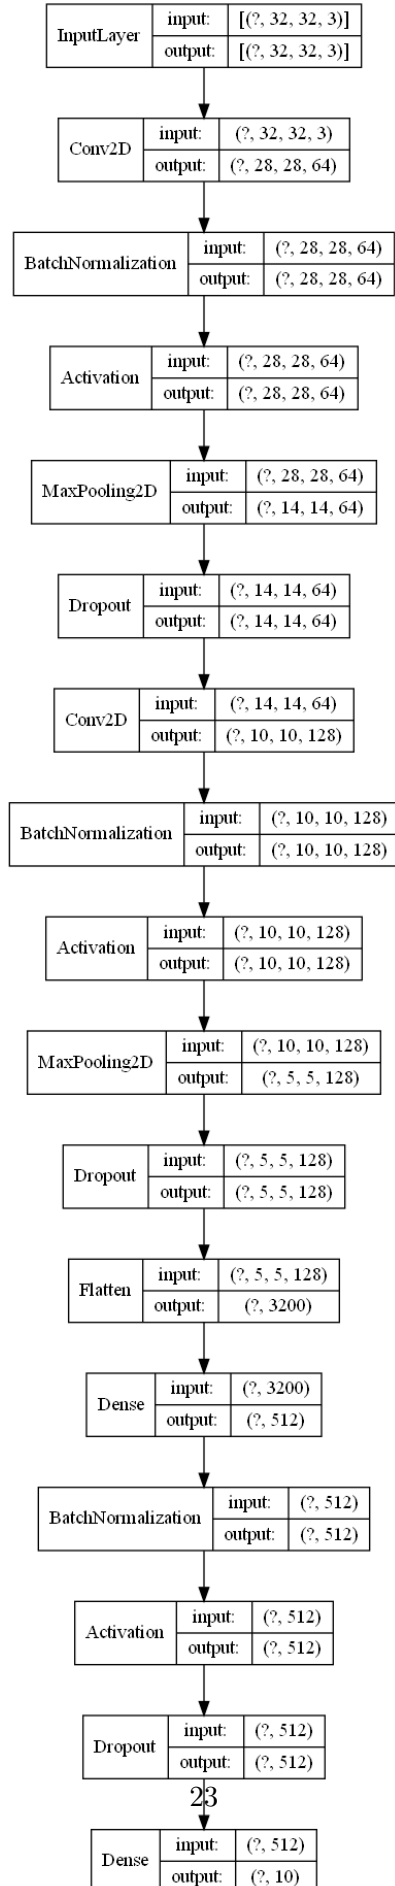 InputLayer
input: [(?, 32, 32, 3)]
output: [(?, 32, 32, 3)]
Conv2D
input: (?, 32, 32, 3)
output: (?, 28, 28, 64)
BatchNormalization
input: (?, 28, 28, 64)
output: (?, 28, 28, 64)
Activation
input: (?, 28, 28, 64)
output: (?, 28, 28, 64)
MaxPooling2D
input: (?, 28, 28, 64)
output: (?, 14, 14, 64)
Dropout
input: (?, 14, 14, 64)
output: (?, 14, 14, 64)
Conv2D
input: (?, 14, 14, 64)
output: (?, 10, 10, 128)
BatchNormalization
input: (?, 10, 10, 128)
output: (?, 10, 10, 128)
Activation
input: (?, 10, 10, 128)
output: (?, 10, 10, 128)
MaxPooling2D
input: (?, 10, 10, 128)
output: (?, 5, 5, 128)
Dropout
input: (?, 5, 5, 128)
output: (?, 5, 5, 128)
Flatten
input: (?, 5, 5, 128)
output: (?, 3200)
Dense
input: (?, 3200)
output: (?, 512)
BatchNormalization
input: (?, 512)
output: (?, 512)
Activation
input: (?, 512)
output: (?, 512)
Dropout
input: (?, 512)
output: (?, 512)
23
Dense
input: (?, 512)
output: (?, 10)